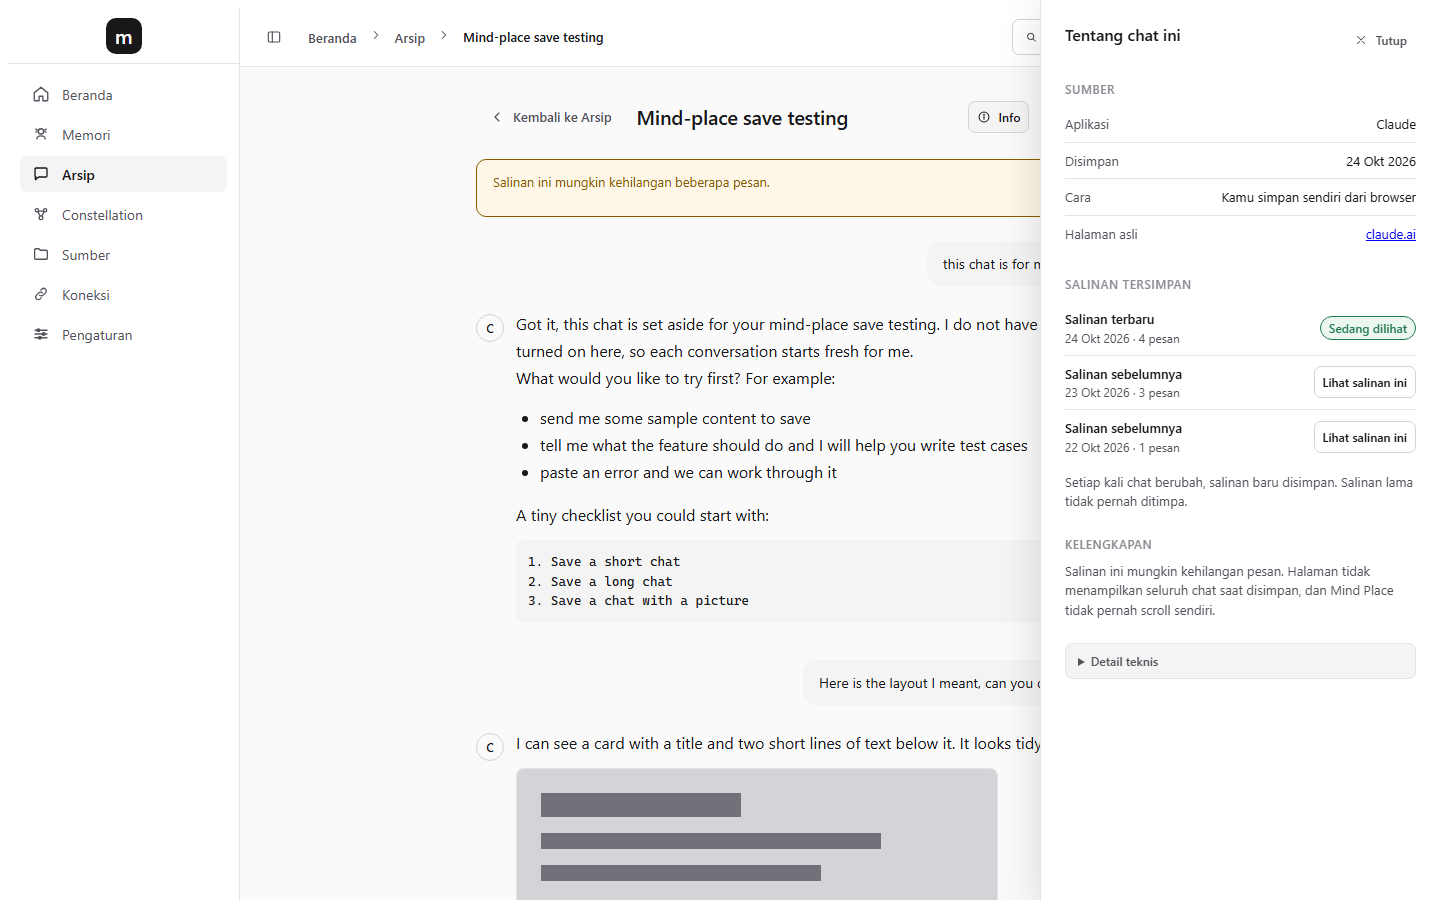 m
Beranda
Memori
Arsip
Constellation
Sumber
Koneksi
Pengaturan
Beranda
Arsip
Mind-place save testing
Kembali ke Arsip
Mind-place save testing
Info
Salinan ini mungkin kehilangan beberapa pesan.
this chat is for
C
Got it, this chat is set aside for your mind-place save testing. I do not have
turned on here, so each conversation starts fresh for me.
What would you like to try first? For example:
• send me some sample content to save
• tell me what the feature should do and I will help you write test cases
• paste an error and we can work through it
A tiny checklist you could start with:
1. Save a short chat
2. Save a long chat
3. Save a chat with a picture
Here is the layout I meant, can you
C
I can see a card with a title and two short lines of text below it. It looks tidy
Tentang chat ini
Tutup
SUMBER
Aplikasi
Claude
Disimpan
24 Okt 2026
Cara
Kamu simpan sendiri dari browser
Halaman asli
claude.ai
SALINAN TERSIMPAN
Salinan terbaru
24 Okt 2026 · 4 pesan
Sedang dilihat
Salinan sebelumnya
23 Okt 2026 · 3 pesan
Lihat salinan ini
Salinan sebelumnya
22 Okt 2026 · 1 pesan
Lihat salinan ini
Setiap kali chat berubah, salinan baru disimpan. Salinan lama
tidak pernah ditimpa.
KELENGKAPAN
Salinan ini mungkin kehilangan pesan. Halaman tidak
menampilkan seluruh chat saat disimpan, dan Mind Place
tidak pernah scroll sendiri.
Detail teknis